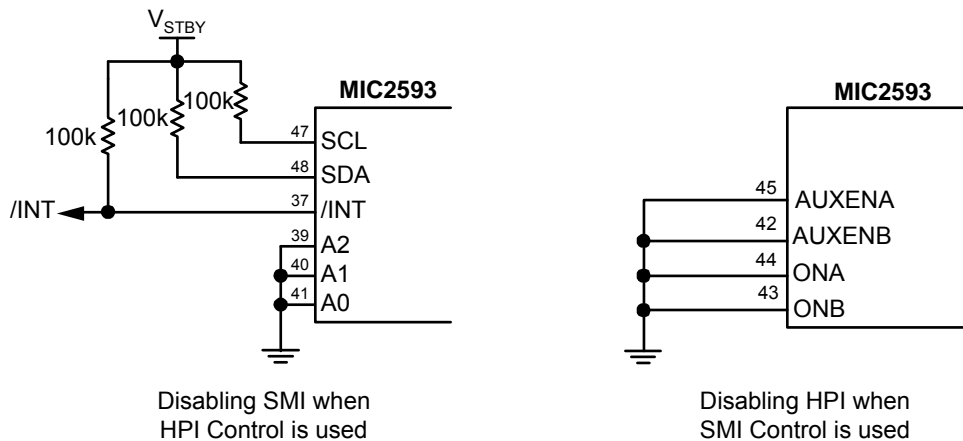 VSTBY
MIC2593
100k
100k
100k
47
SCL
48
SDA
/INT
37
/INT
39
A2
40
A1
41
A0
Disabling SMI when
HPI Control is used
MIC2593
45
AUXENA
42
AUXENB
44
ONA
43
ONB
Disabling HPI when
SMI Control is used